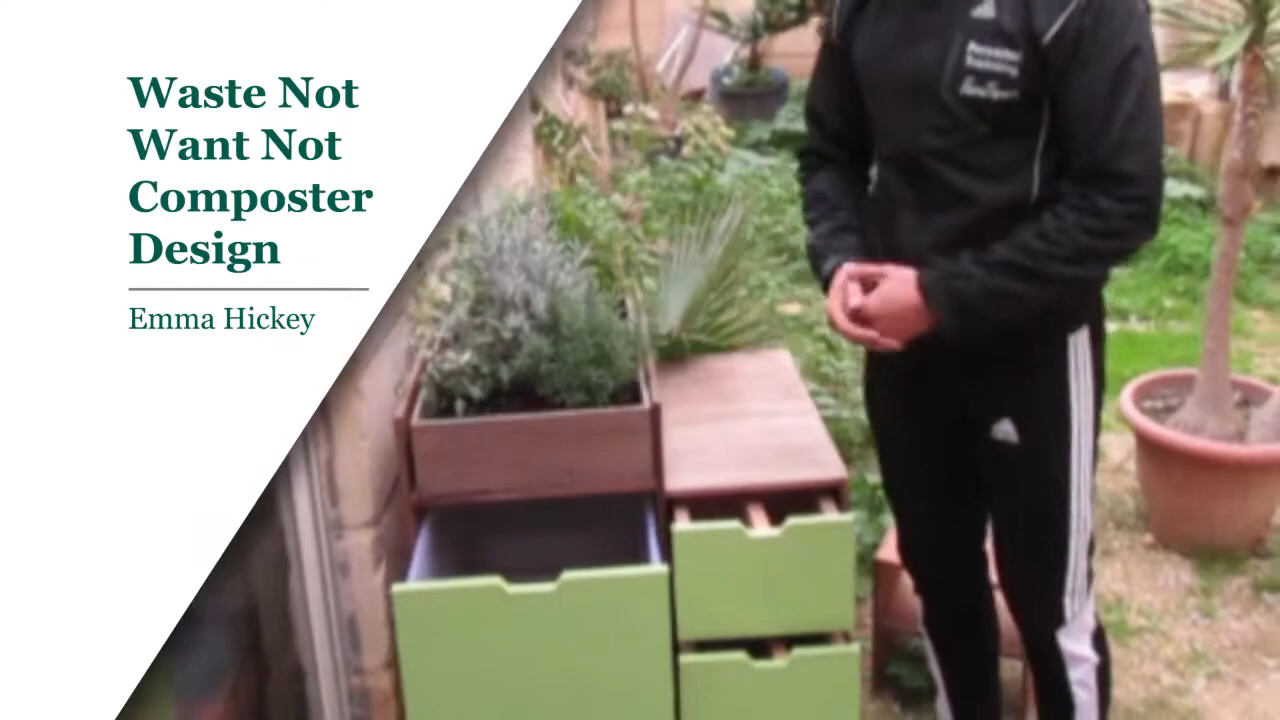 Waste Not
Want Not
Composter
Design
Emma Hickey